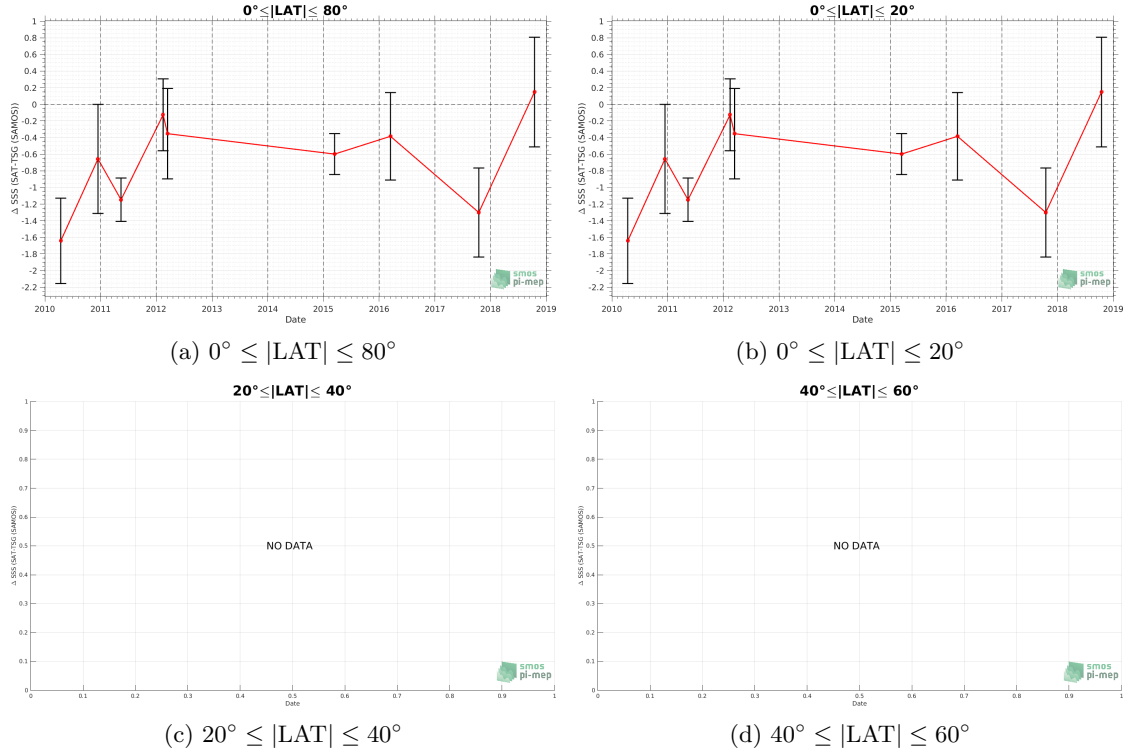 0°≤|LAT|≤ 80°
1
0.8
0.6
0.4
0.2
0
-0.2
-0.4
-0.6
-0.8
-1
-1.2
-1.4
-1.6
-1.8
-2
-2.2
Δ SSS (SAT-TSG (SAMOS))
2010 2011 2012 2013 2014 2015 2016 2017 2018 2019
Date
smos
pi-mep
(a) 0° ≤ |LAT| ≤ 80°
0°≤|LAT|≤ 20°
1
0.8
0.6
0.4
0.2
0
-0.2
-0.4
-0.6
-0.8
-1
-1.2
-1.4
-1.6
-1.8
-2
-2.2
Δ SSS (SAT-TSG (SAMOS))
2010 2011 2012 2013 2014 2015 2016 2017 2018 2019
Date
smos
pi-mep
(b) 0° ≤ |LAT| ≤ 20°
20°≤|LAT|≤ 40°
1
0.9
0.8
0.7
0.6
0.5
0.4
0.3
0.2
0.1
0
Δ SSS (SAT-TSG (SAMOS))
NO DATA
0 0.1 0.2 0.3 0.4 0.5 0.6 0.7 0.8 0.9 1
Date
smos
pi-mep
(c) 20° ≤ |LAT| ≤ 40°
40°≤|LAT|≤ 60°
1
0.9
0.8
0.7
0.6
0.5
0.4
0.3
0.2
0.1
0
Δ SSS (SAT-TSG (SAMOS))
NO DATA
0 0.1 0.2 0.3 0.4 0.5 0.6 0.7 0.8 0.9 1
Date
smos
pi-mep
(d) 40° ≤ |LAT| ≤ 60°